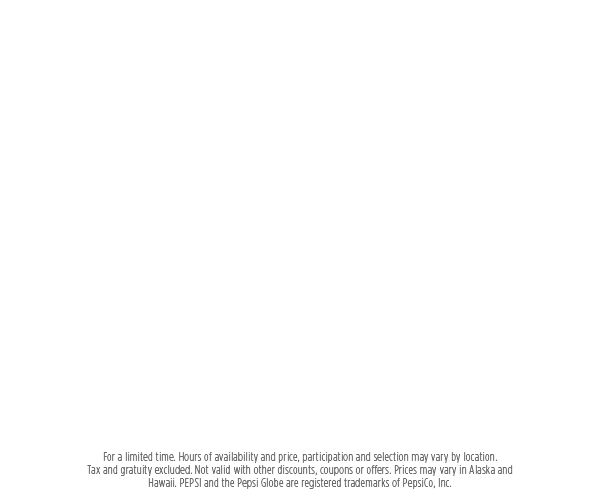 For a limited time. Hours of availability and price, participation and selection may vary by location.
Tax and gratuity excluded. Not valid with other discounts, coupons or offers. Prices may vary in Alaska and
Hawaii. PEPSI and the Pepsi Globe are registered trademarks of PepsiCo, Inc.